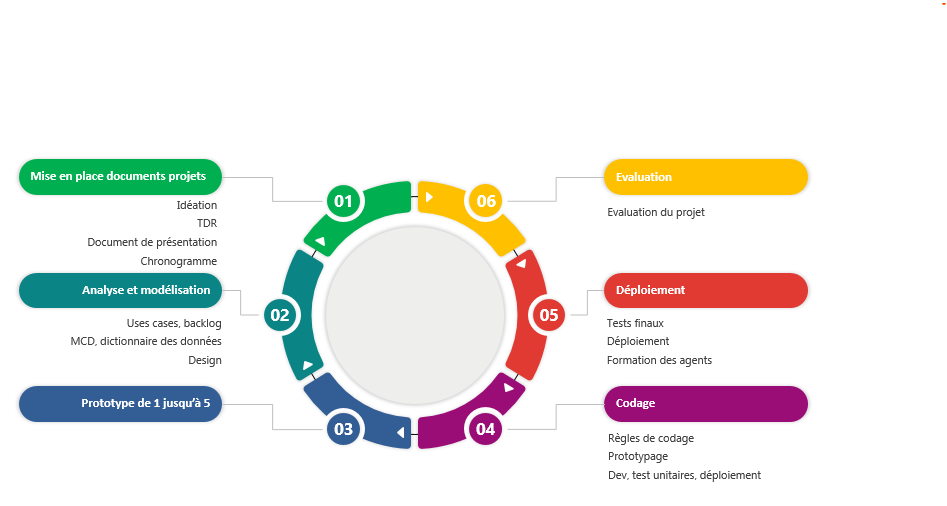 Mise en place documents projets
Idéation
TDR
Document de présentation
Chronogramme
Analyse et modélisation
Uses cases, backlog
MCD, dictionnaire des données
Design
Prototype de 1 jusqu’à 5
01
02
03
04
05
06
Evaluation
Evaluation du projet
Déploiement
Tests finaux
Déploiement
Formation des agents
Codage
Règles de codage
Prototypage
Dev, test unitaires, déploiement